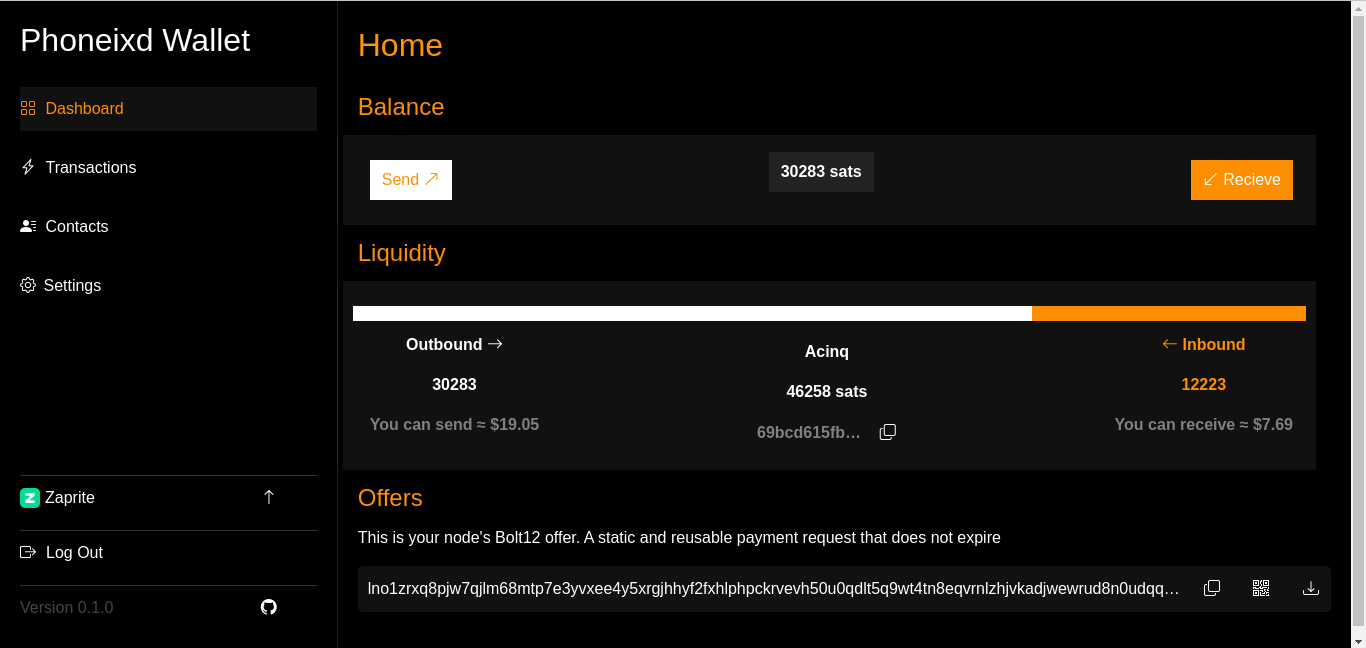 Phoneixd Wallet
Dashboard
Transactions
Contacts
Settings
Zaprite
Log Out
Version 0.1.0
Home
Balance
Send
30283 sats
Recieve
Liquidity
Outbound
30283
You can send ≈ $19.05
Acinq
46258 sats
69bcd615fb…
Inbound
12223
You can receive ≈ $7.69
Offers
This is your node's Bolt12 offer. A static and reusable payment request that does not expire
lno1zrxq8pjw7qjlm68mtp7e3yvxee4y5xrgjhhyf2fxhlphpckrvevh50u0qdlt5q9wt4tn8eqvrnlzhjvkadjwewrud8n0udqq…